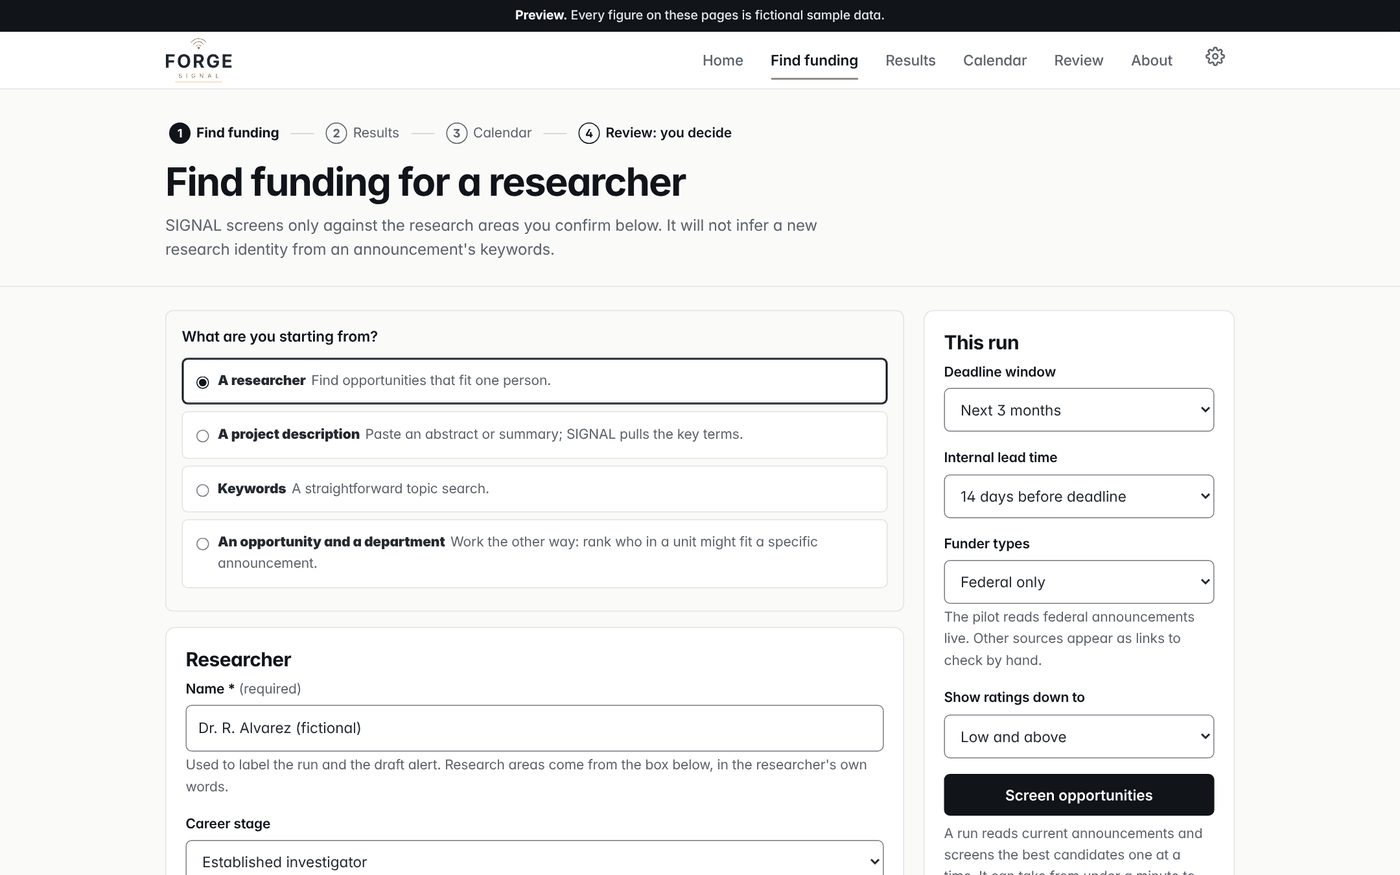 Preview. Every figure on these pages is fictional sample data.
FORGE
SIGNAL
Home
Find funding
Results
Calendar
Review
About
1 Find funding
2 Results
3 Calendar
4 Review: you decide
Find funding for a researcher
SIGNAL screens only against the research areas you confirm below. It will not infer a new
research identity from an announcement's keywords.
What are you starting from?
A researcher Find opportunities that fit one person.
A project description Paste an abstract or summary; SIGNAL pulls the key terms.
Keywords A straightforward topic search.
An opportunity and a department Work the other way: rank who in a unit might fit a specific
announcement.
Researcher
Name * (required)
Dr. R. Alvarez (fictional)
Used to label the run and the draft alert. Research areas come from the box below, in the researcher's own
words.
Career stage
Established investigator
This run
Deadline window
Next 3 months
Internal lead time
14 days before deadline
Funder types
Federal only
The pilot reads federal announcements
live. Other sources appear as links to
check by hand.
Show ratings down to
Low and above
Screen opportunities
A run reads current announcements and
screens the best candidates one at a
time. It can take from under a minute to